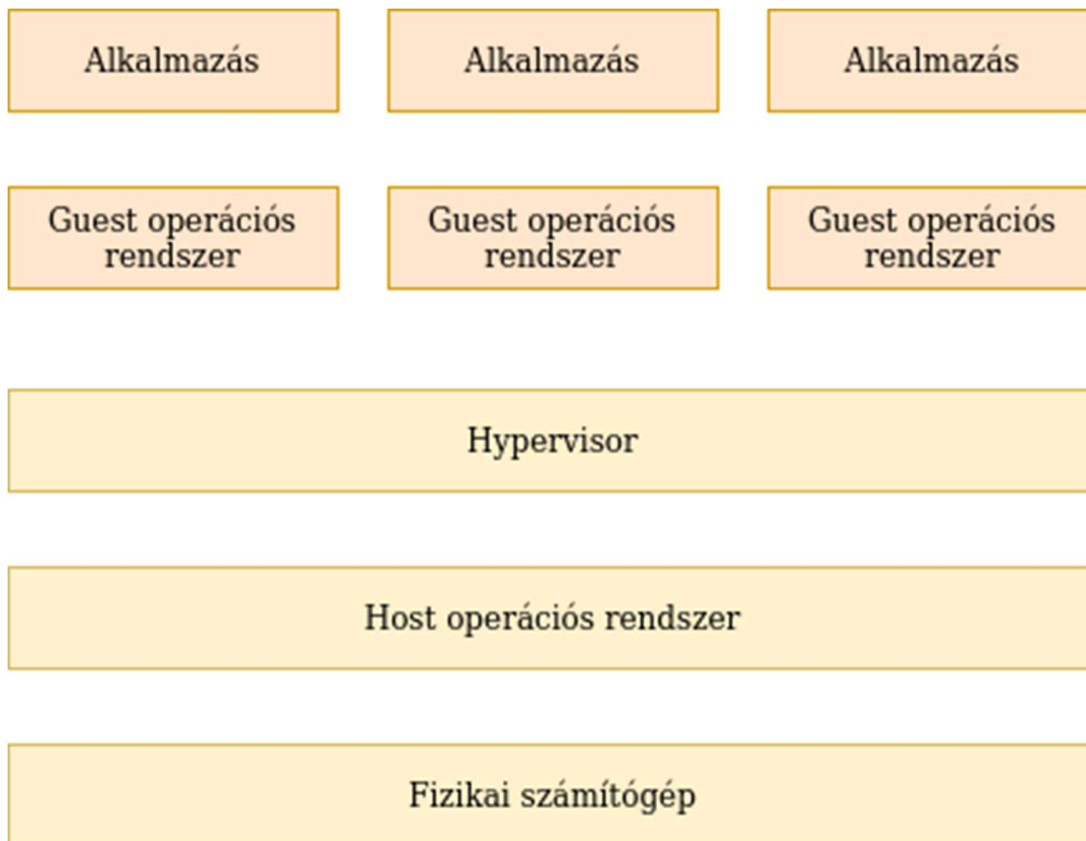 Alkalmazás
Alkalmazás
Alkalmazás
Guest operációs
rendszer
Guest operációs
rendszer
Guest operációs
rendszer
Hypervisor
Host operációs rendszer
Fizikai számítógép